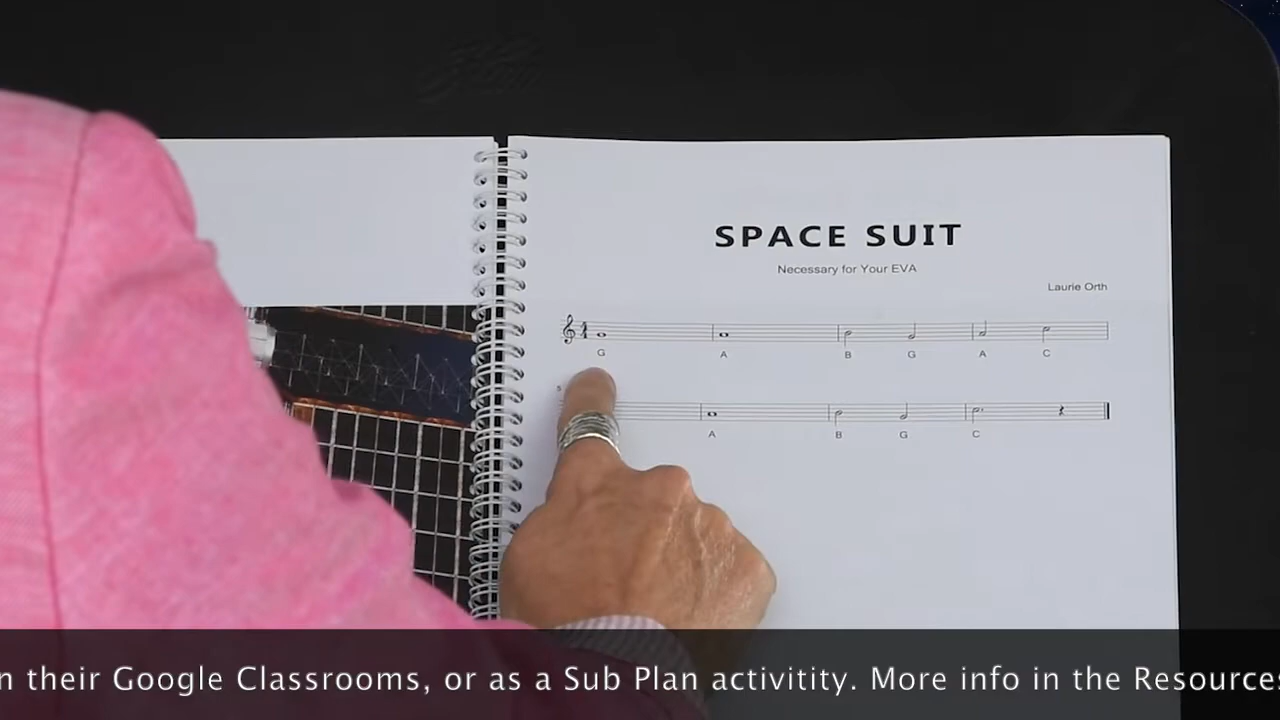 SPACE SUIT
Necessary for Your EVA
Laurie Orth
G A B G A C
5
A B G C
n their Google Classrooms, or as a Sub Plan activitity. More info in the Resources